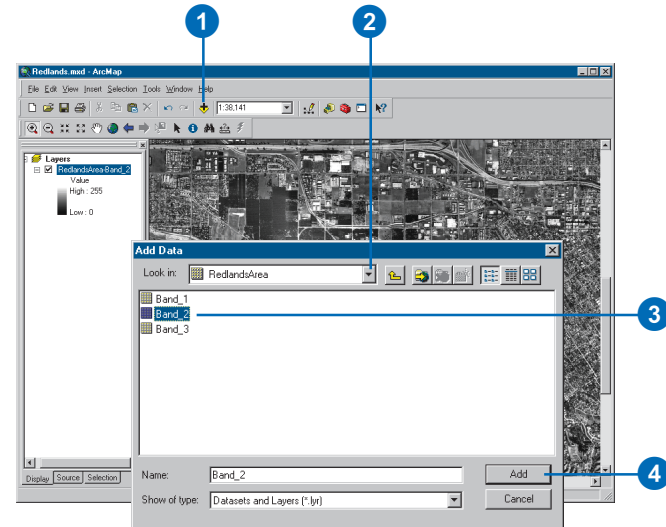 1
2
Redlands.mxd - ArcMap
File Edit View Insert Selection Tools Window Help
1:38,141
Layers
RedlandsArea-Band_2
Value
High : 255
Low : 0
Add Data
Look in: RedlandsArea
Band_1
Band_2
Band_3
3
Name: Band_2 Add
4
Show of type: Datasets and Layers (*.lyr) Cancel
Display Source Selection